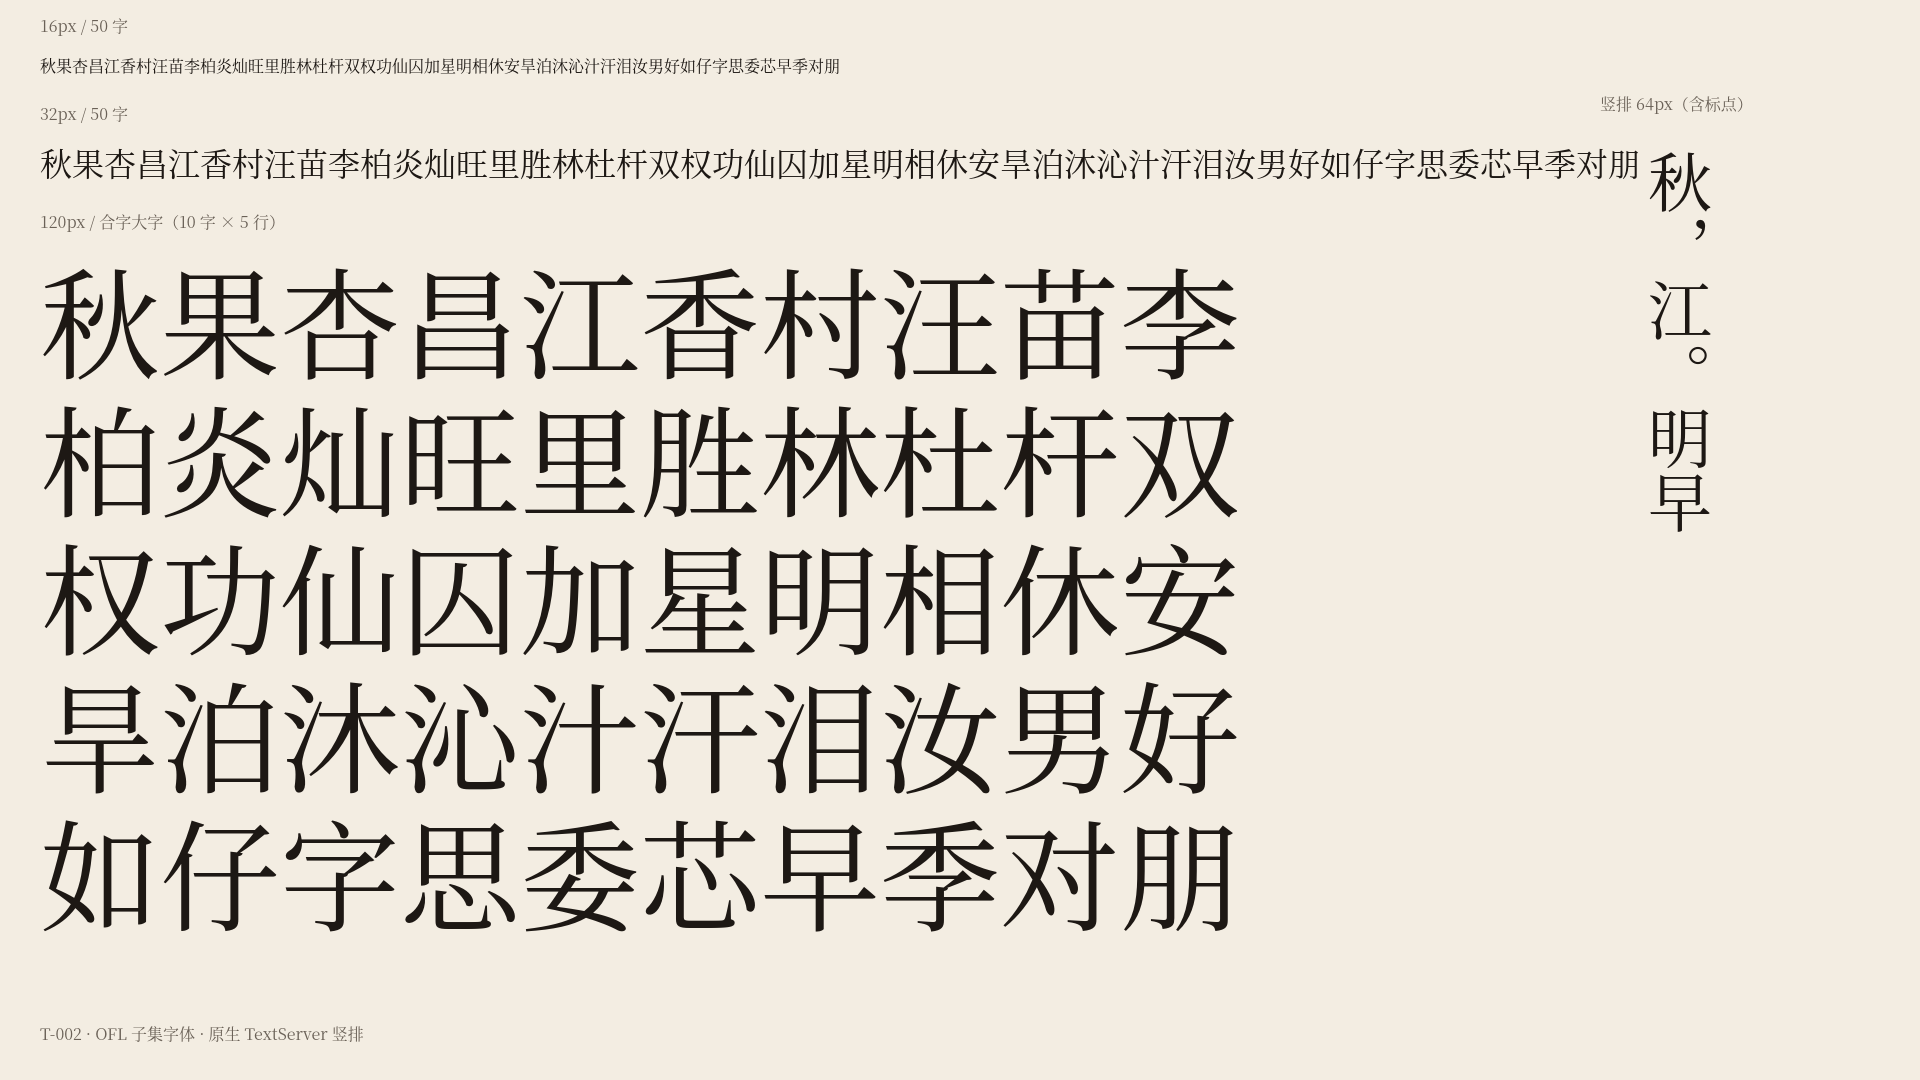 16px / 50 字
秋果杏昌江香村汪苗李柏炎灿旺里胜林杜杆双权功仙囚加星明相休安旱泊沐沁汁汗泪汝男好如仔字思委芯早季对朋
32px / 50 字
秋果杏昌江香村汪苗李柏炎灿旺里胜林杜杆双权功仙囚加星明相休安旱泊沐沁汁汗泪汝男好如仔字思委芯早季对朋
120px / 合字大字（10 字 × 5 行）
秋果杏昌江香村汪苗李
柏炎灿旺里胜林杜杆双
权功仙囚加星明相休安
旱泊沐沁汁汗泪汝男好
如仔字思委芯早季对朋
竖排 64px（含标点）
秋，江。明早
T-002 · OFL 子集字体 · 原生 TextServer 竖排